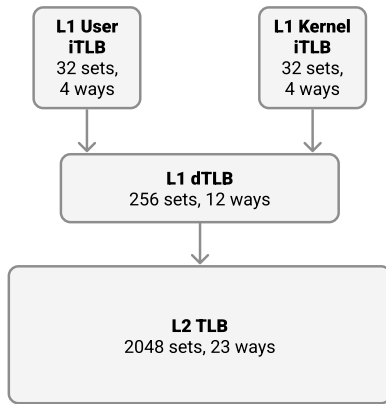 L1 User
iTLB
32 sets,
4 ways
L1 Kernel
iTLB
32 sets,
4 ways
L1 dTLB
256 sets, 12 ways
L2 TLB
2048 sets, 23 ways